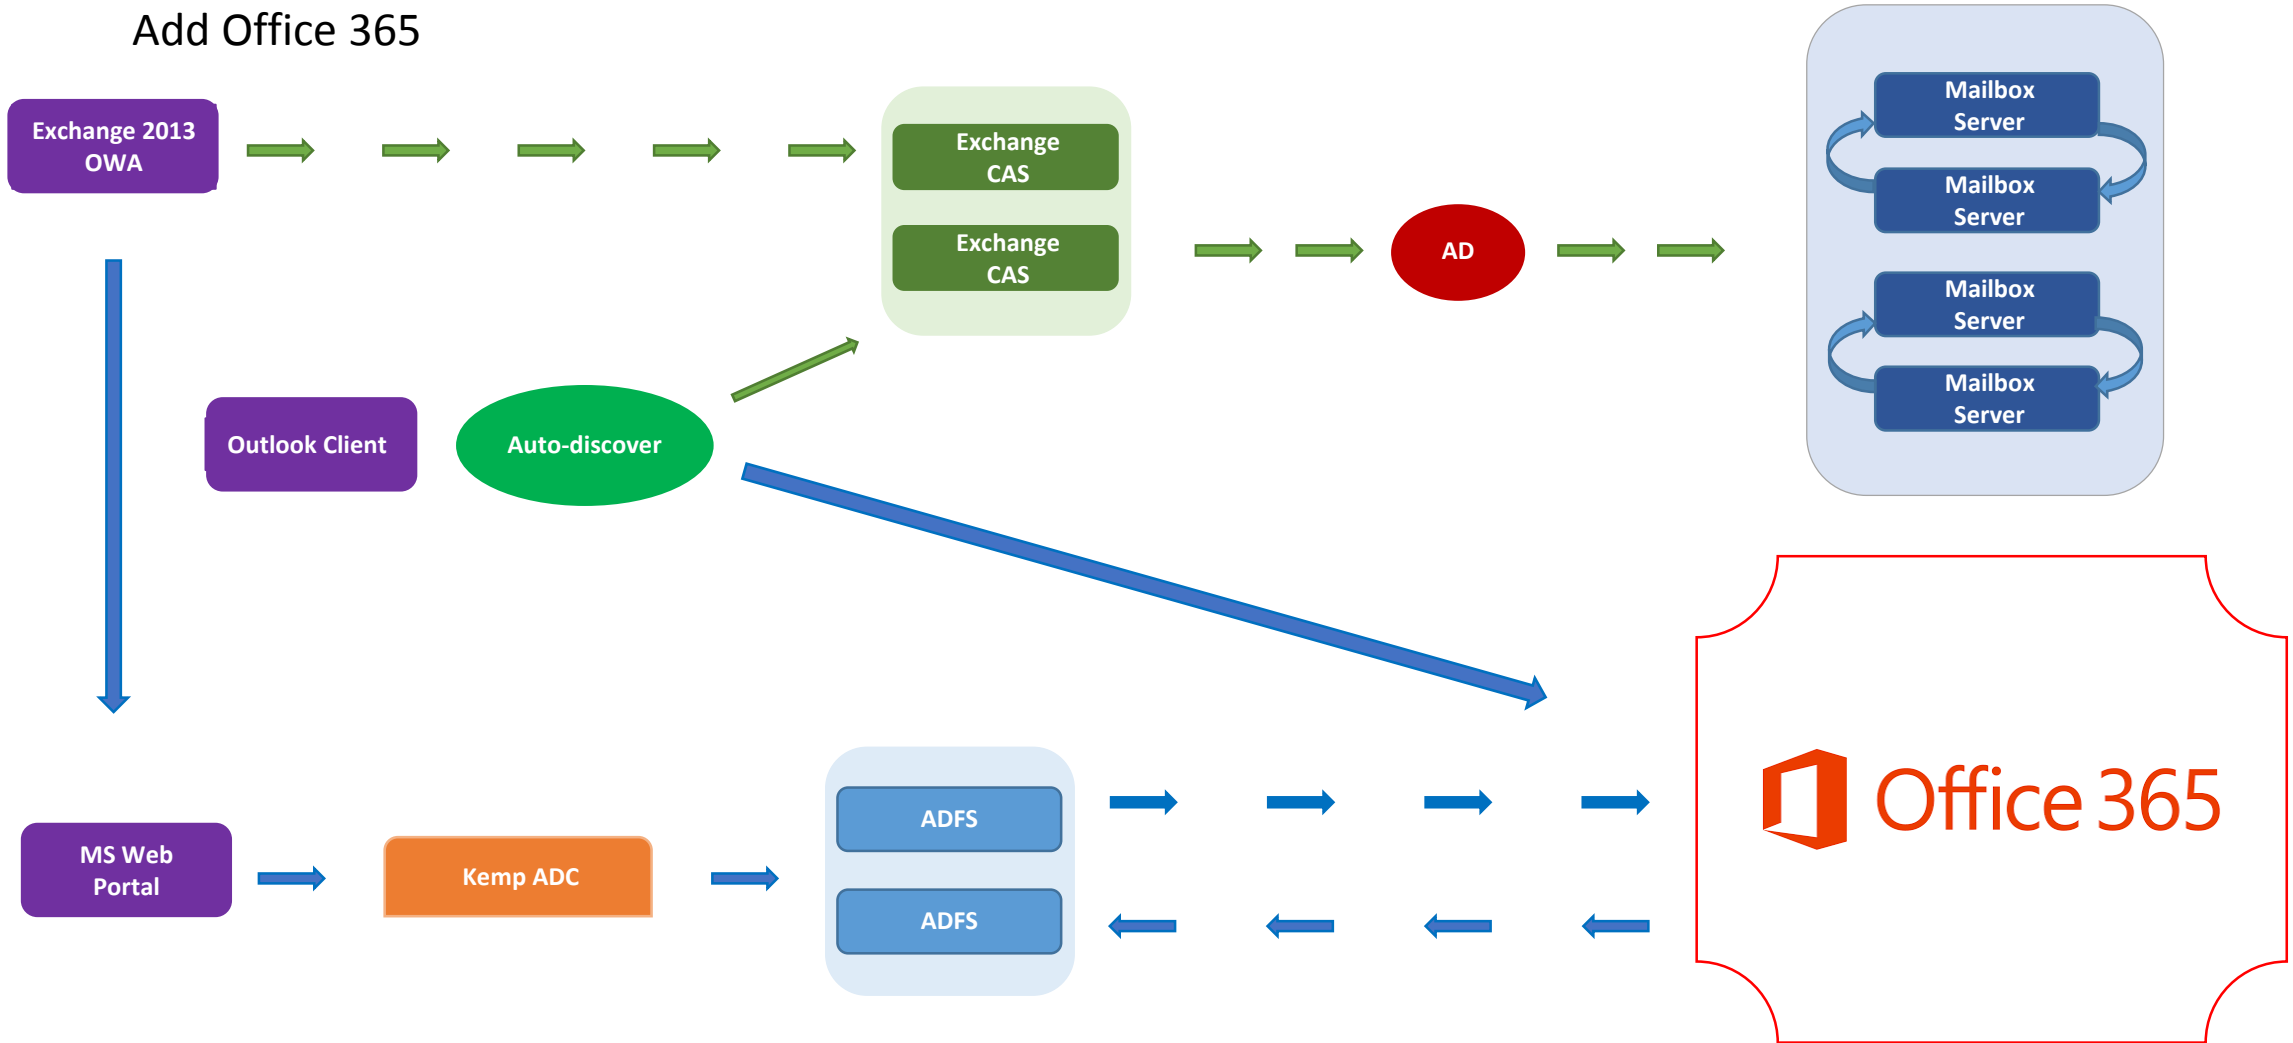 Add Office 365
Exchange 2013
OWA
Exchange
CAS
Exchange
CAS
AD
Mailbox
Server
Mailbox
Server
Mailbox
Server
Mailbox
Server
Outlook Client
Auto-discover
MS Web
Portal
Kemp ADC
ADFS
ADFS
Office 365